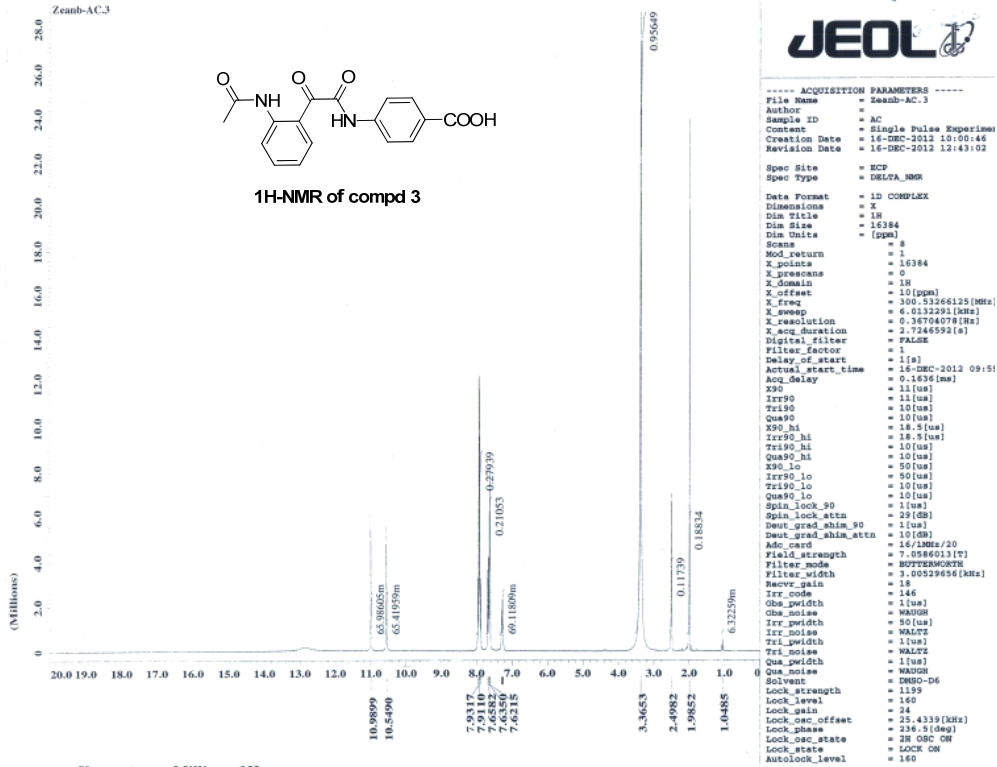 Zeanb-AC.3
JEOL
O
O
O
NH
HN
COOH
1H-NMR of compd 3
(Millions)
0 2.0 4.0 6.0 8.0 10.0 12.0 14.0 16.0 18.0 20.0 22.0 24.0 26.0 28.0
65.98605m
65.41959m
0.27939
0.21053
69.11809m
0.95649
0.11739
0.18834
6.32259m
20.0 19.0 18.0 17.0 16.0 15.0 14.0 13.0 12.0 11.0 10.0 9.0 8.0 7.0 6.0 5.0 4.0 3.0 2.0 1.0 0
10.9899
10.5490
7.9317
7.9110
7.6582
7.6350
7.6215
3.3653
2.4982
1.9852
1.0485
----- ACQUISITION PARAMETERS -----
File Name = Zeanb-AC.3
Author =
Sample ID = AC
Content = Single Pulse Experimen
Creation Date = 16-DEC-2012 10:00:46
Revision Date = 16-DEC-2012 12:43:02
Spec Site = ECP
Spec Type = DELTA_NMR
Data Format = 1D COMPLEX
Dimensions = X
Dim Title = 1H
Dim Size = 16384
Dim Units = [ppm]
Scans = 8
Mod_return = 1
X_points = 16384
X_prescans = 0
X_domain = 1H
X_offset = 10[ppm]
X_freq = 300.53266125[MHz]
X_sweep = 6.0132291[kHz]
X_resolution = 0.36704078[Hz]
X_acq_duration = 2.7246592[s]
Digital_filter = FALSE
Filter_factor = 1
Delay_of_start = 1[s]
Actual_start_time = 16-DEC-2012 09:59
Acq_delay = 0.1636[ms]
X90 = 11[us]
Irr90 = 11[us]
Tri90 = 10[us]
Qua90 = 10[us]
X90_hi = 18.5[us]
Irr90_hi = 18.5[us]
Tri90_hi = 10[us]
Qua90_hi = 10[us]
X90_lo = 50[us]
Irr90_lo = 50[us]
Tri90_lo = 10[us]
Qua90_lo = 10[us]
Spin_lock_90 = 1[us]
Spin_lock_attn = 29[dB]
Deut_grad_shim_90 = 1[us]
Deut_grad_shim_attn = 10[dB]
Adc_card = 16/1MHz/20
Field_strength = 7.0586013[T]
Filter_mode = BUTTERWORTH
Filter_width = 3.00529656[kHz]
Recvr_gain = 18
Irr_code = 146
Obs_pwidth = 1[us]
Obs_noise = WAUGH
Irr_pwidth = 50[us]
Irr_noise = WALTZ
Tri_pwidth = 1[us]
Tri_noise = WALTZ
Qua_pwidth = 1[us]
Qua_noise = WAUGH
Solvent = DMSO-D6
Lock_strength = 1199
Lock_level = 160
Lock_gain = 24
Lock_osc_offset = 25.4339[kHz]
Lock_phase = 236.5[deg]
Lock_osc_state = 2H OSC ON
Lock_state = LOCK ON
Autolock_level = 160